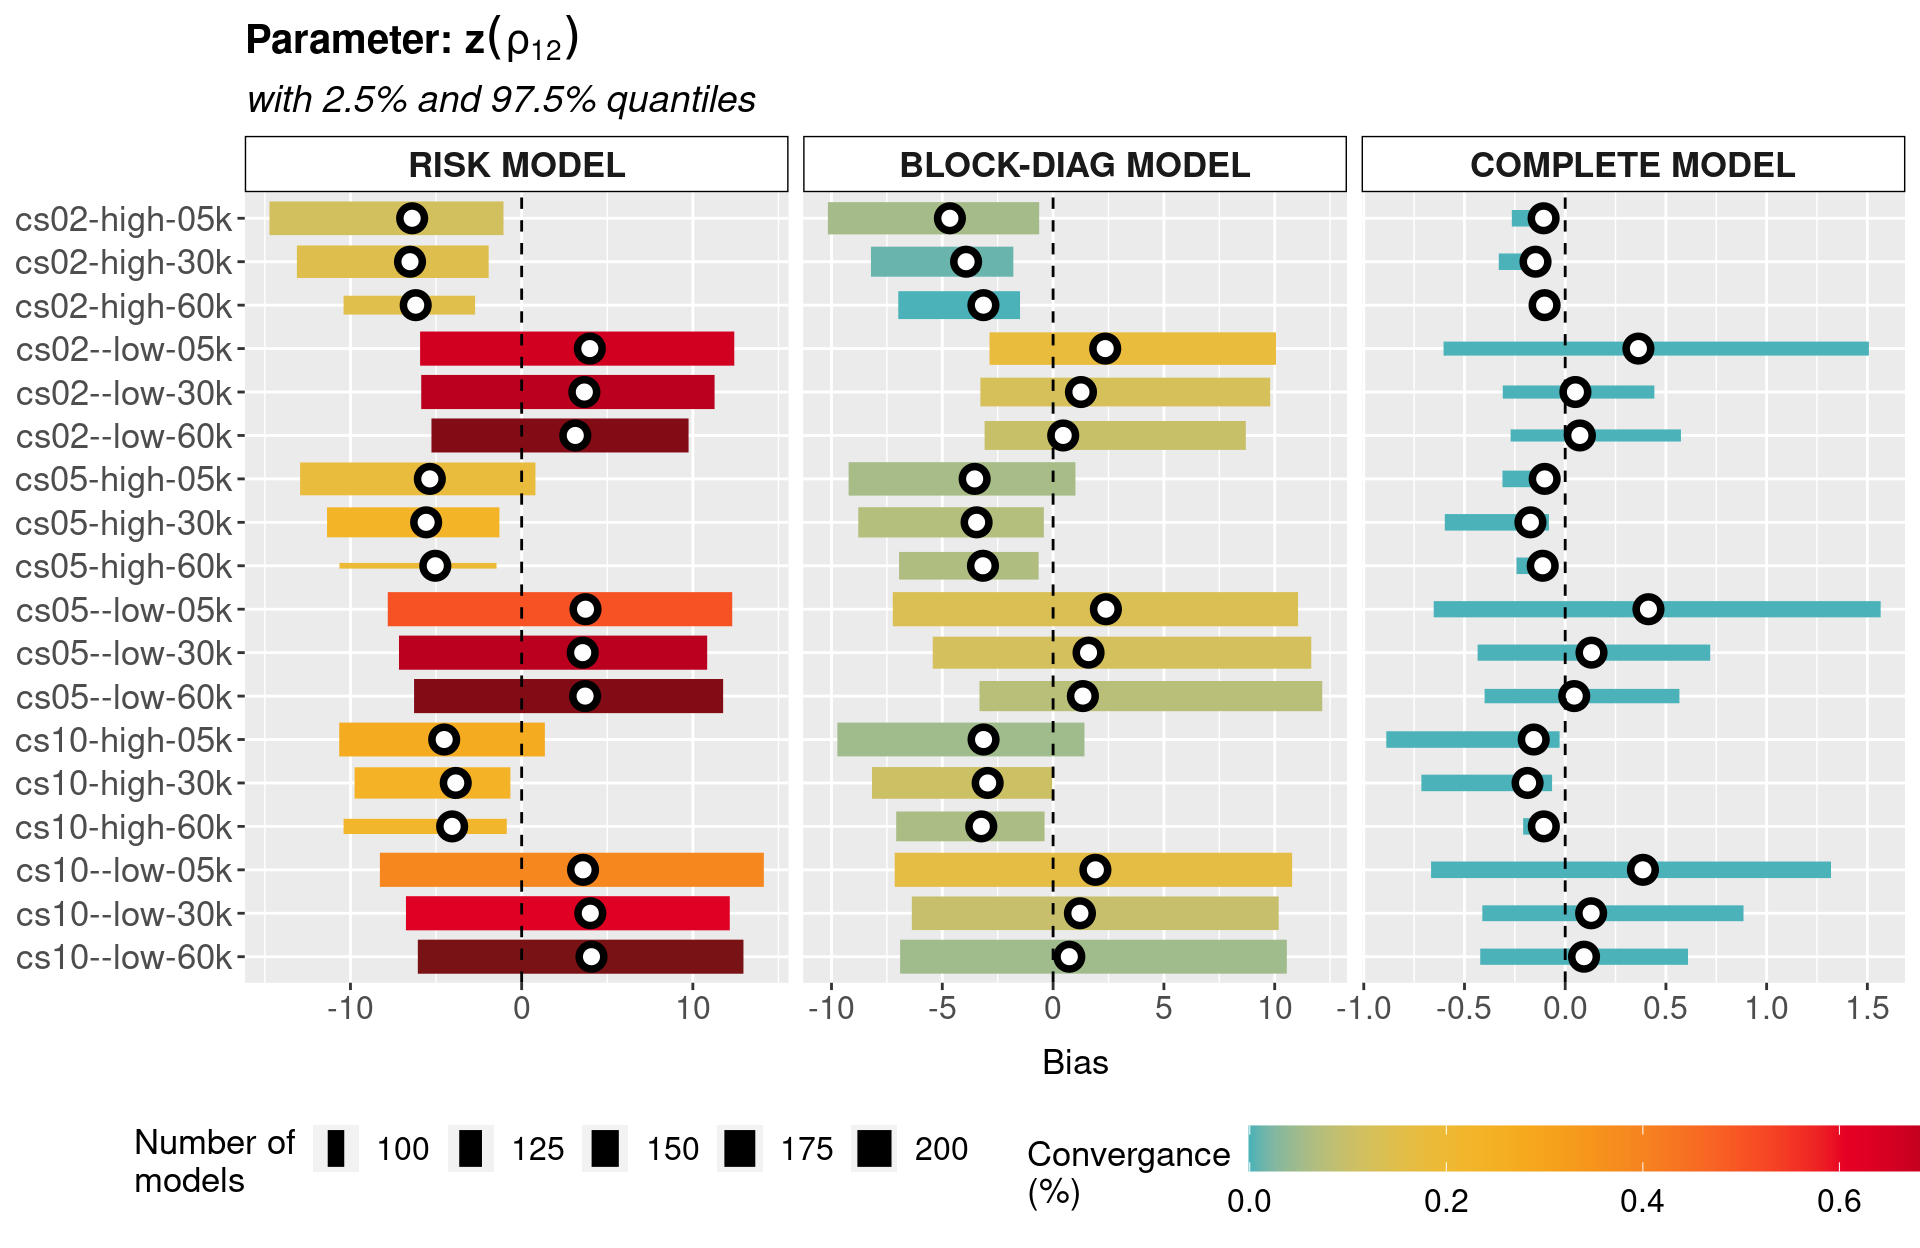 Parameter: z(ρ12)
with 2.5% and 97.5% quantiles
RISK MODEL BLOCK-DIAG MODEL COMPLETE MODEL
cs02-high-05k
cs02-high-30k
cs02-high-60k
cs02--low-05k
cs02--low-30k
cs02--low-60k
cs05-high-05k
cs05-high-30k
cs05-high-60k
cs05--low-05k
cs05--low-30k
cs05--low-60k
cs10-high-05k
cs10-high-30k
cs10-high-60k
cs10--low-05k
cs10--low-30k
cs10--low-60k
-10 0 10 -10 -5 0 5 10 -1.0 -0.5 0.0 0.5 1.0 1.5
Bias
Number of models 100 125 150 175 200
Convergance (%) 0.0 0.2 0.4 0.6